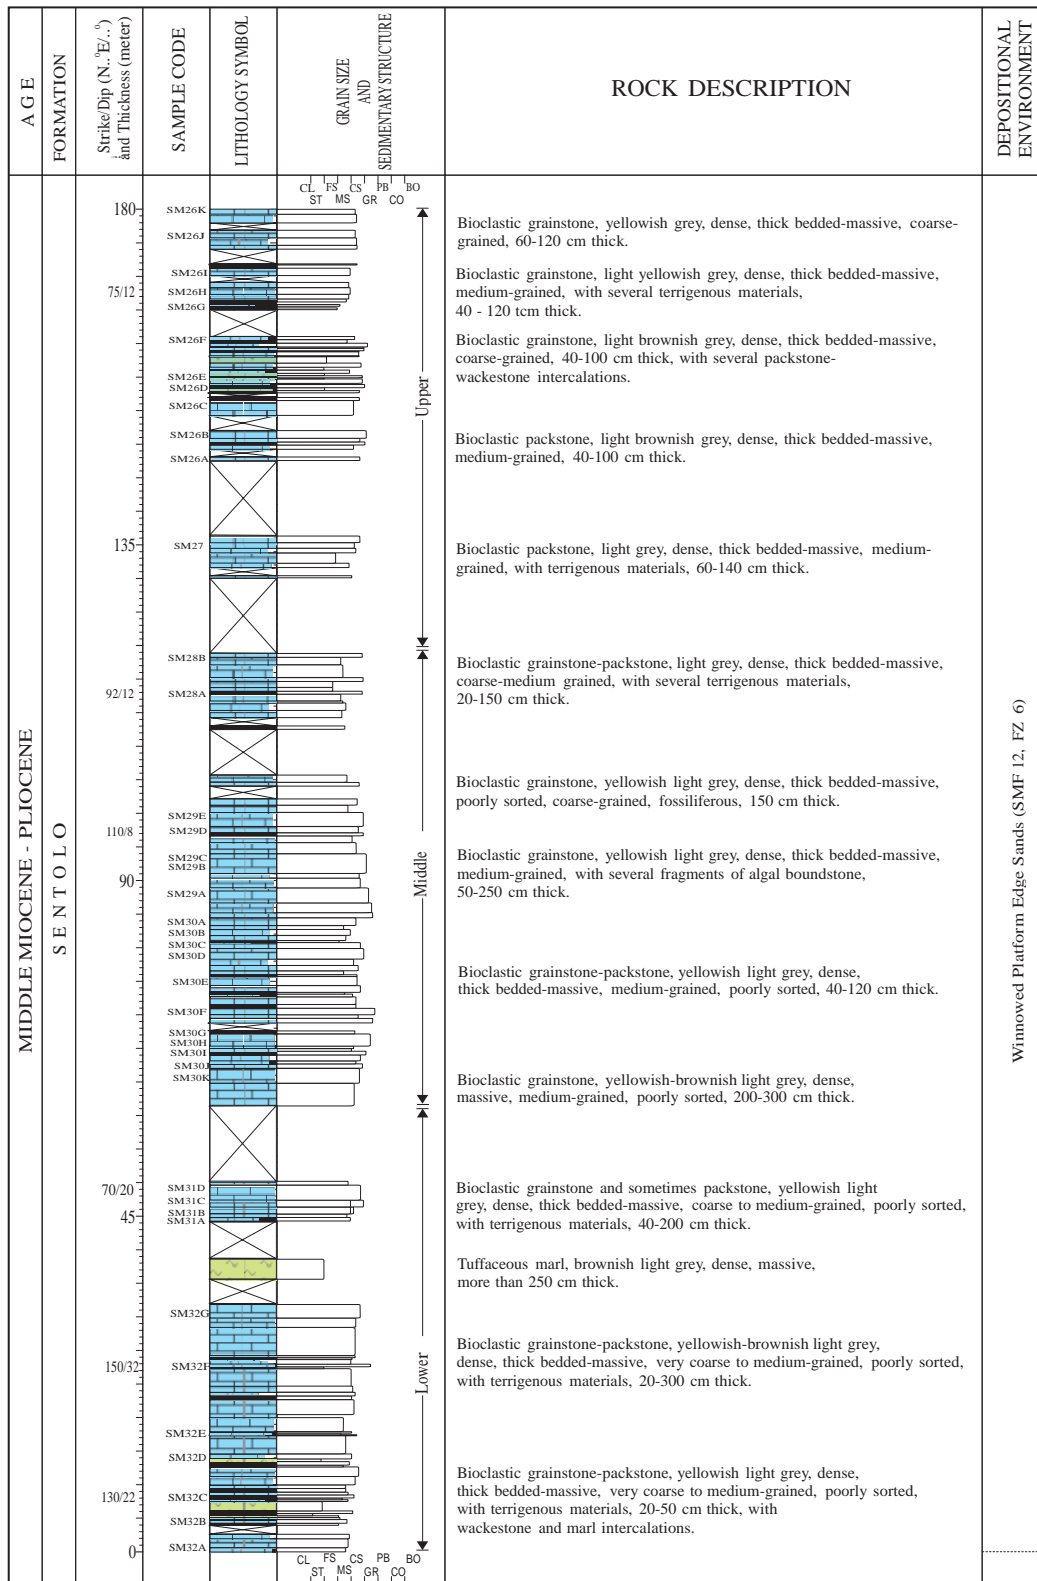 A G E
FORMATION
Strike/Dip (N..°E/..°)
and Thickness (meter)
SAMPLE CODE
LITHOLOGY SYMBOL
GRAIN SIZE
AND
SEDIMENTARY STRUCTURE
ROCK DESCRIPTION
DEPOSITIONAL
ENVIRONMENT
CL FS CS PB BO
ST MS GR CO
MIDDLE MIOCENE - PLIOCENE
S E N T O L O
180
75/12
135
92/12
110/8
90
70/20
45
150/32
130/22
0
SM26K
SM26J
SM26I
SM26H
SM26G
SM26F
SM26E
SM26D
SM26C
SM26B
SM26A
SM27
SM28B
SM28A
SM29E
SM29D
SM29C
SM29B
SM29A
SM30A
SM30B
SM30C
SM30D
SM30E
SM30F
SM30G
SM30H
SM30I
SM30J
SM30K
SM31D
SM31C
SM31B
SM31A
SM32G
SM32F
SM32E
SM32D
SM32C
SM32B
SM32A
Upper
Middle
Lower
Bioclastic grainstone, yellowish grey, dense, thick bedded-massive, coarse-
grained, 60-120 cm thick.
Bioclastic grainstone, light yellowish grey, dense, thick bedded-massive,
medium-grained, with several terrigenous materials,
40 - 120 tcm thick.
Bioclastic grainstone, light brownish grey, dense, thick bedded-massive,
coarse-grained, 40-100 cm thick, with several packstone-
wackestone intercalations.
Bioclastic packstone, light brownish grey, dense, thick bedded-massive,
medium-grained, 40-100 cm thick.
Bioclastic packstone, light grey, dense, thick bedded-massive, medium-
grained, with terrigenous materials, 60-140 cm thick.
Bioclastic grainstone-packstone, light grey, dense, thick bedded-massive,
coarse-medium grained, with several terrigenous materials,
20-150 cm thick.
Bioclastic grainstone, yellowish light grey, dense, thick bedded-massive,
poorly sorted, coarse-grained, fossiliferous, 150 cm thick.
Bioclastic grainstone, yellowish light grey, dense, thick bedded-massive,
medium-grained, with several fragments of algal boundstone,
50-250 cm thick.
Bioclastic grainstone-packstone, yellowish light grey, dense,
thick bedded-massive, medium-grained, poorly sorted, 40-120 cm thick.
Bioclastic grainstone, yellowish-brownish light grey, dense,
massive, medium-grained, poorly sorted, 200-300 cm thick.
Bioclastic grainstone and sometimes packstone, yellowish light
grey, dense, thick bedded-massive, coarse to medium-grained, poorly sorted,
with terrigenous materials, 40-200 cm thick.
Tuffaceous marl, brownish light grey, dense, massive,
more than 250 cm thick.
Bioclastic grainstone-packstone, yellowish-brownish light grey,
dense, thick bedded-massive, very coarse to medium-grained, poorly sorted,
with terrigenous materials, 20-300 cm thick.
Bioclastic grainstone-packstone, yellowish light grey, dense,
thick bedded-massive, very coarse to medium-grained, poorly sorted,
with terrigenous materials, 20-50 cm thick, with
wackestone and marl intercalations.
Winnowed Platform Edge Sands (SMF 12, FZ 6)
CL FS CS PB BO
ST MS GR CO